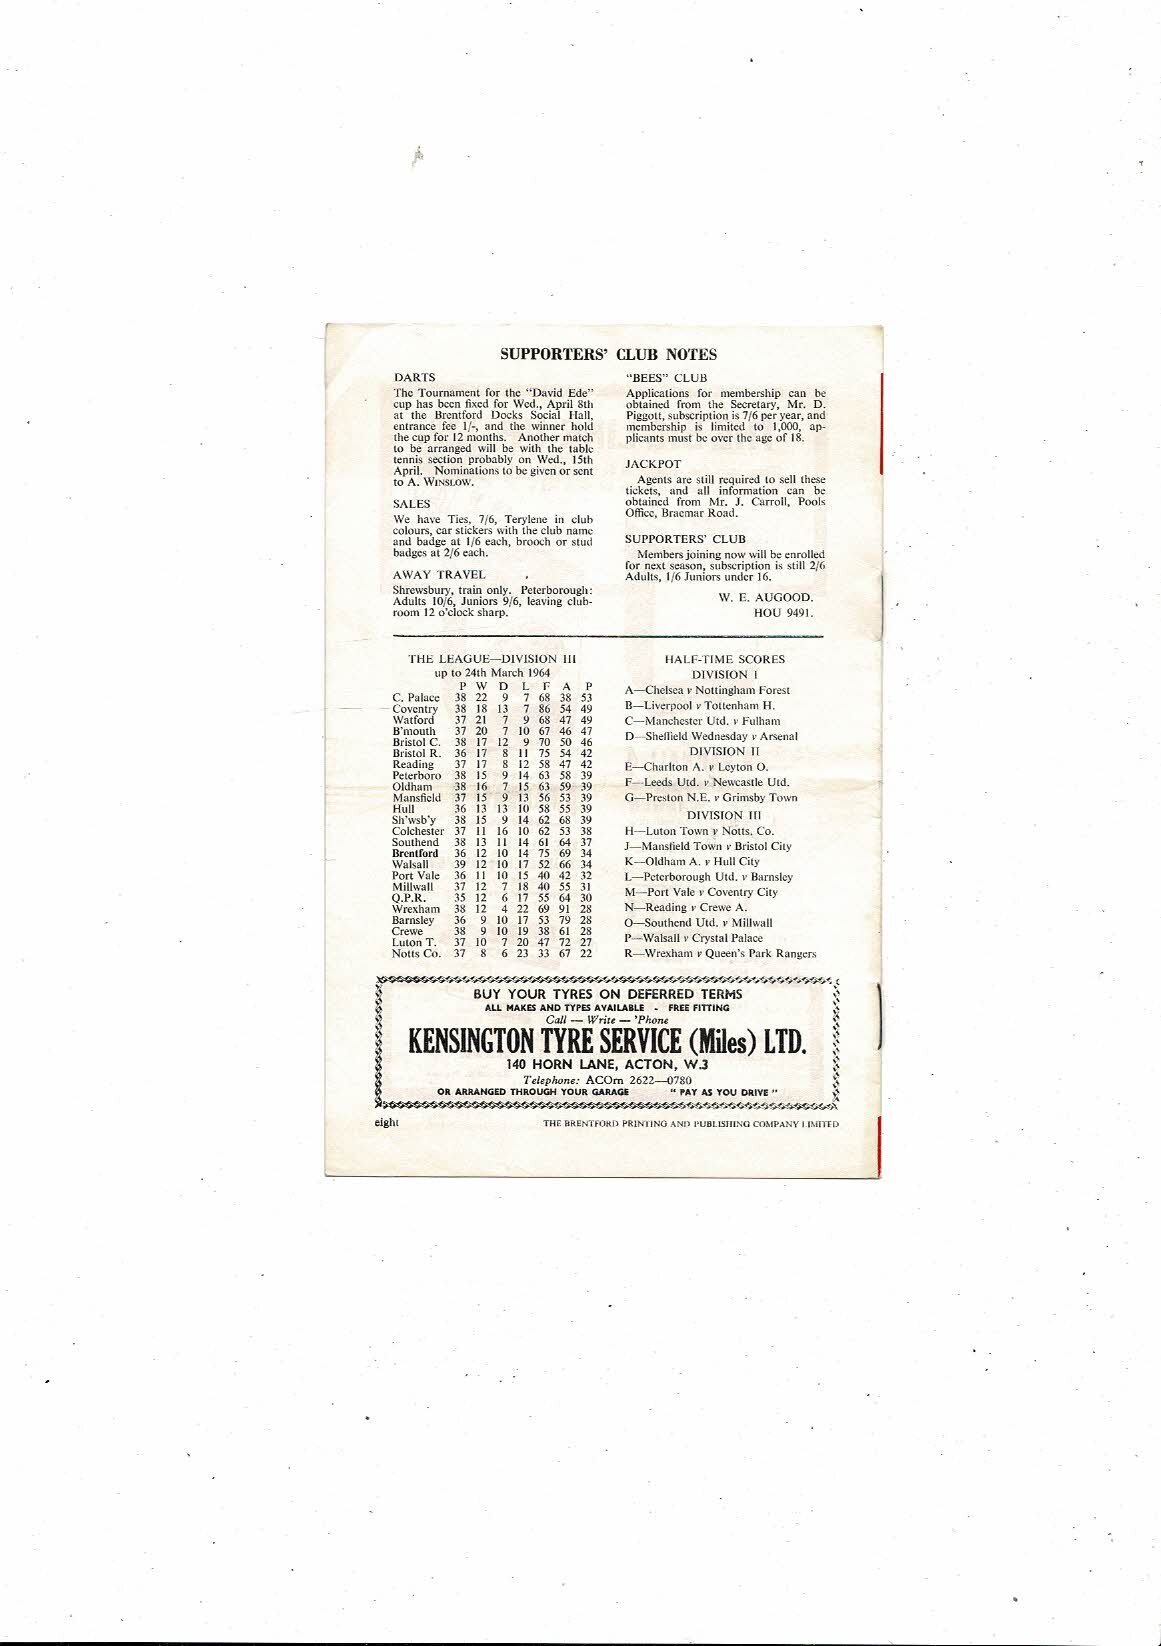 SUPPORTERS' CLUB NOTES
DARTS
The Tournament for the "David Ede"
cup has been fixed for Wed., April 8th
at the Brentford Docks Social Hall,
entrance fee 1/-, and the winner hold
the cup for 12 months. Another match
to be arranged will be with the table
tennis section probably on Wed., 15th
April. Nominations to be given or sent
to A. WINSLOW.
SALES
We have Ties, 7/6, Terylene in club
colours, car stickers with the club name
and badge at 1/6 each, brooch or stud
badges at 2/6 each.
AWAY TRAVEL
Shrewsbury, train only. Peterborough:
Adults 10/6, Juniors 9/6, leaving club-
room 12 o'clock sharp.
"BEES" CLUB
Applications for membership can be
obtained from the Secretary, Mr. D.
Piggott, subscription is 7/6 per year, and
membership is limited to 1,000, ap-
plicants must be over the age of 18.
JACKPOT
Agents are still required to sell these
tickets, and all information can be
obtained from Mr. J. Carroll, Pools
Office, Braemar Road.
SUPPORTERS' CLUB
Members joining now will be enrolled
for next season, subscription is still 2/6
Adults, 1/6 Juniors under 16.
W. E. AUGOOD.
HOU 9491.
THE LEAGUE—DIVISION III
up to 24th March 1964
P W D L F A P
C. Palace 38 22 9 7 68 38 53
Coventry 38 18 13 7 86 54 49
Watford 37 21 7 9 68 47 49
B'mouth 37 20 7 10 67 46 47
Bristol C. 38 17 12 9 70 50 46
Bristol R. 36 17 8 11 75 54 42
Reading 37 17 8 12 58 47 42
Peterboro 38 15 9 14 63 58 39
Oldham 38 16 7 15 63 59 39
Mansfield 37 15 9 13 56 53 39
Hull 36 13 13 10 58 55 39
Sh'wsb'y 38 15 9 14 62 68 39
Colchester 37 11 16 10 62 53 38
Southend 38 13 11 14 61 64 37
Brentford 36 12 10 14 75 69 34
Walsall 39 12 10 17 52 66 34
Port Vale 36 11 10 15 40 42 32
Millwall 37 12 7 18 40 55 31
Q.P.R. 35 12 6 17 55 64 30
Wrexham 38 12 4 22 69 91 28
Barnsley 36 9 10 17 53 79 28
Crewe 38 9 10 19 38 61 28
Luton T. 37 10 7 20 47 72 27
Notts Co. 37 8 6 23 33 67 22
HALF-TIME SCORES
DIVISION I
A—Chelsea v Nottingham Forest
B—Liverpool v Tottenham H.
C—Manchester Utd. v Fulham
D—Sheffield Wednesday v Arsenal
DIVISION II
E—Charlton A. v Leyton O.
F—Leeds Utd. v Newcastle Utd.
G—Preston N.E. v Grimsby Town
DIVISION III
H—Luton Town v Notts. Co.
J—Mansfield Town v Bristol City
K—Oldham A. v Hull City
L—Peterborough Utd. v Barnsley
M—Port Vale v Coventry City
N—Reading v Crewe A.
O—Southend Utd. v Millwall
P—Walsall v Crystal Palace
R—Wrexham v Queen's Park Rangers
BUY YOUR TYRES ON DEFERRED TERMS
ALL MAKES AND TYPES AVAILABLE - FREE FITTING
Call — Write — 'Phone
KENSINGTON TYRE SERVICE (Miles) LTD.
140 HORN LANE, ACTON, W.3
Telephone: ACOrn 2622—0780
OR ARRANGED THROUGH YOUR GARAGE " PAY AS YOU DRIVE "
eight
THE BRENTFORD PRINTING AND PUBLISHING COMPANY LIMITED